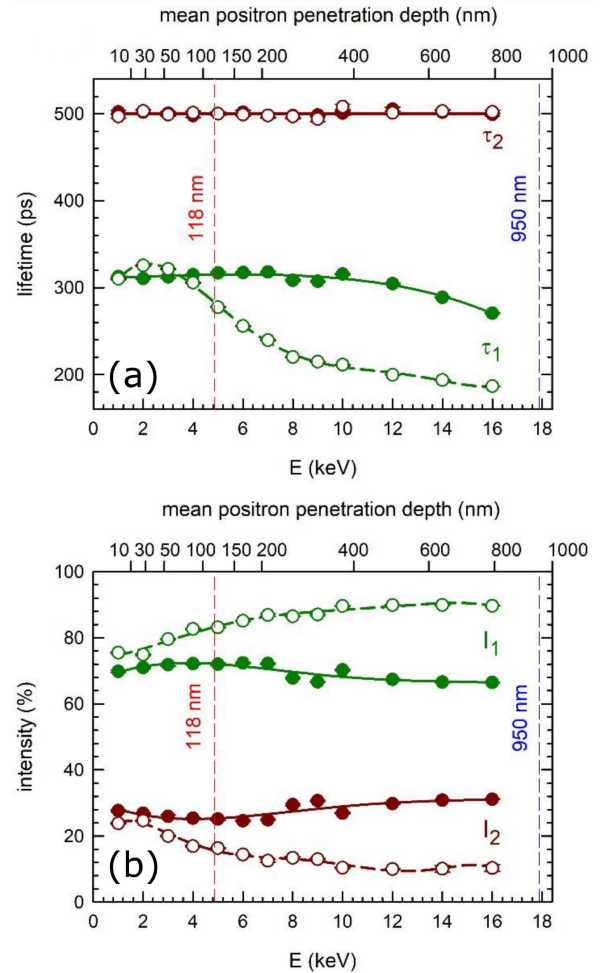 mean positron penetration depth (nm)
10 30 50 100 150 200 400 600 800 1000
500
400
300
200
lifetime (ps)
τ2
τ1
118 nm
950 nm
(a)
0 2 4 6 8 10 12 14 16 18
E (keV)
mean positron penetration depth (nm)
10 30 50 100 150 200 400 600 800 1000
100
80
60
40
20
0
intensity (%)
I1
I2
118 nm
950 nm
(b)
0 2 4 6 8 10 12 14 16 18
E (keV)